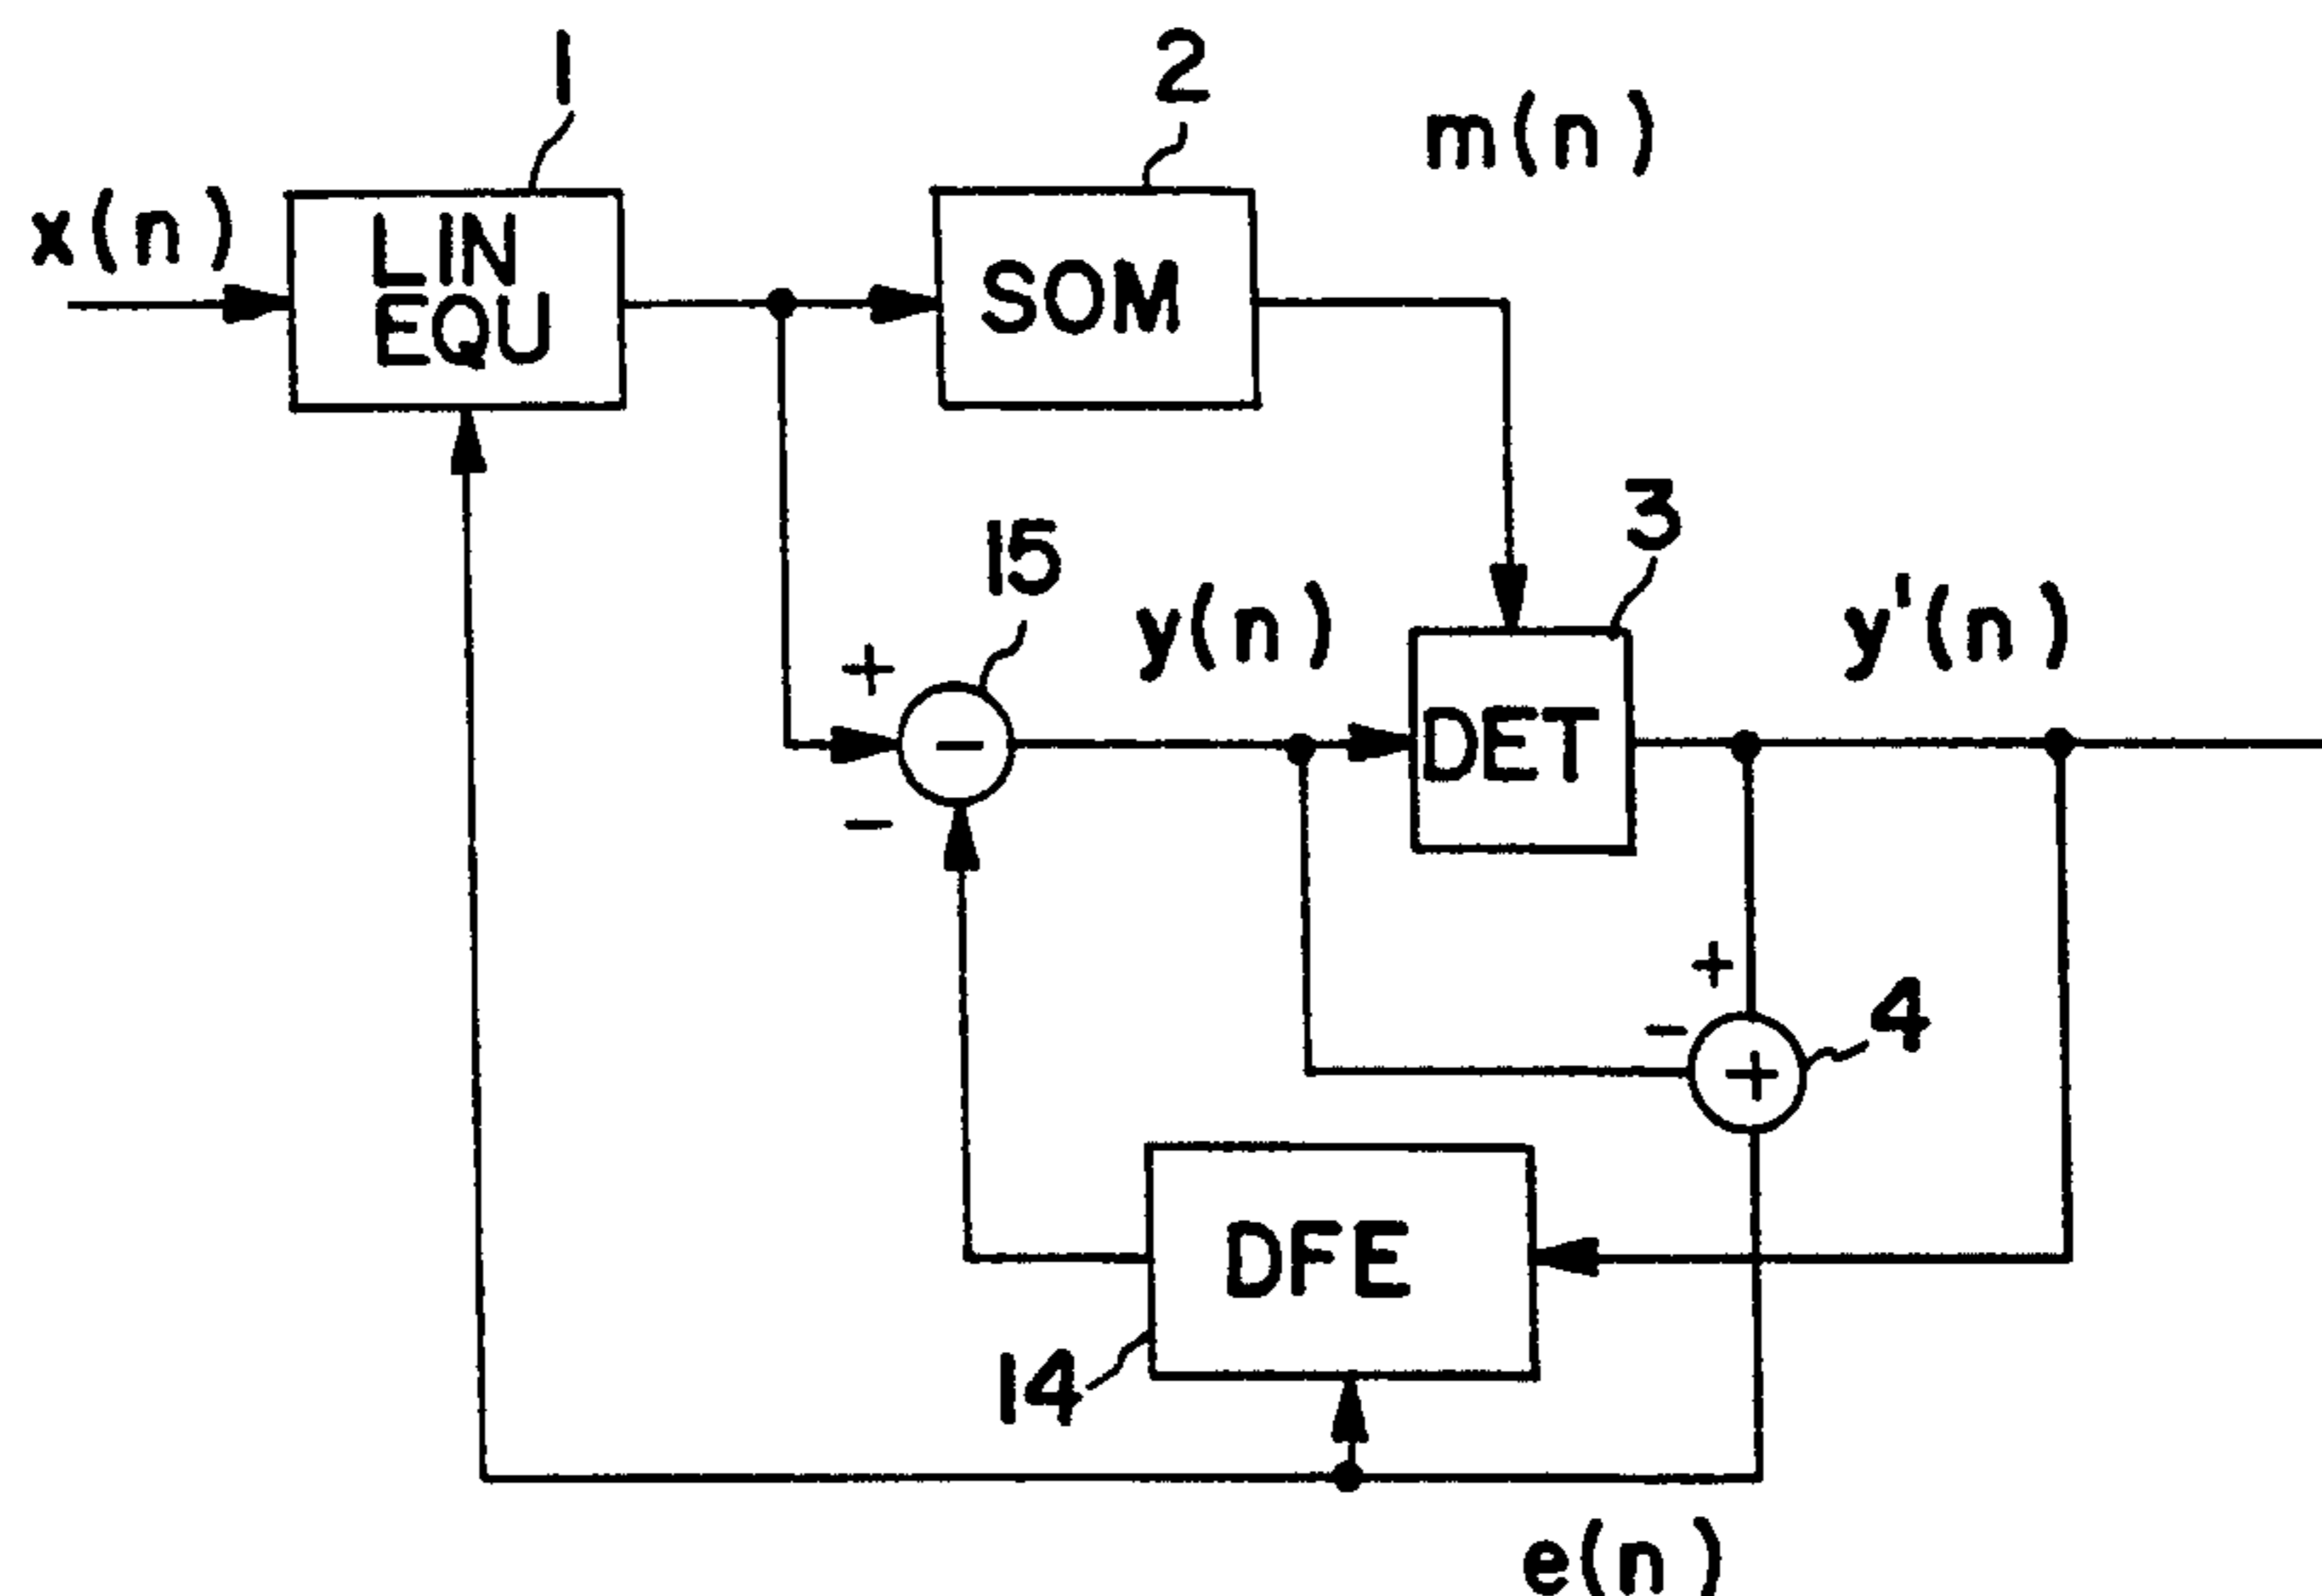 1
2
m(n)
x(n)
LIN
EQU
SOM
3
15
y(n)
y'(n)
+
−
DET
−
+
−
4
+
DFE
14
e(n)